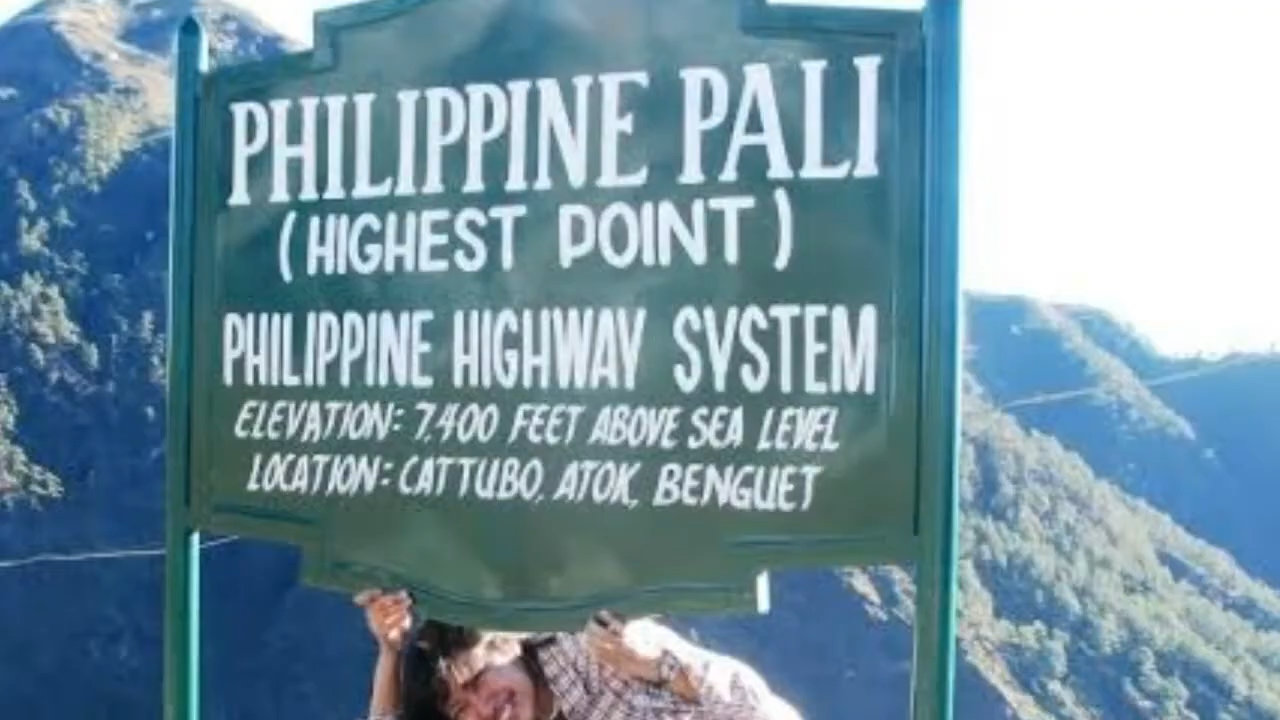 PHILIPPINE PALI
(HIGHEST POINT)
PHILIPPINE HIGHWAY SYSTEM
ELEVATION: 7,400 FEET ABOVE SEA LEVEL
LOCATION: CATTUBO, ATOK, BENGUET